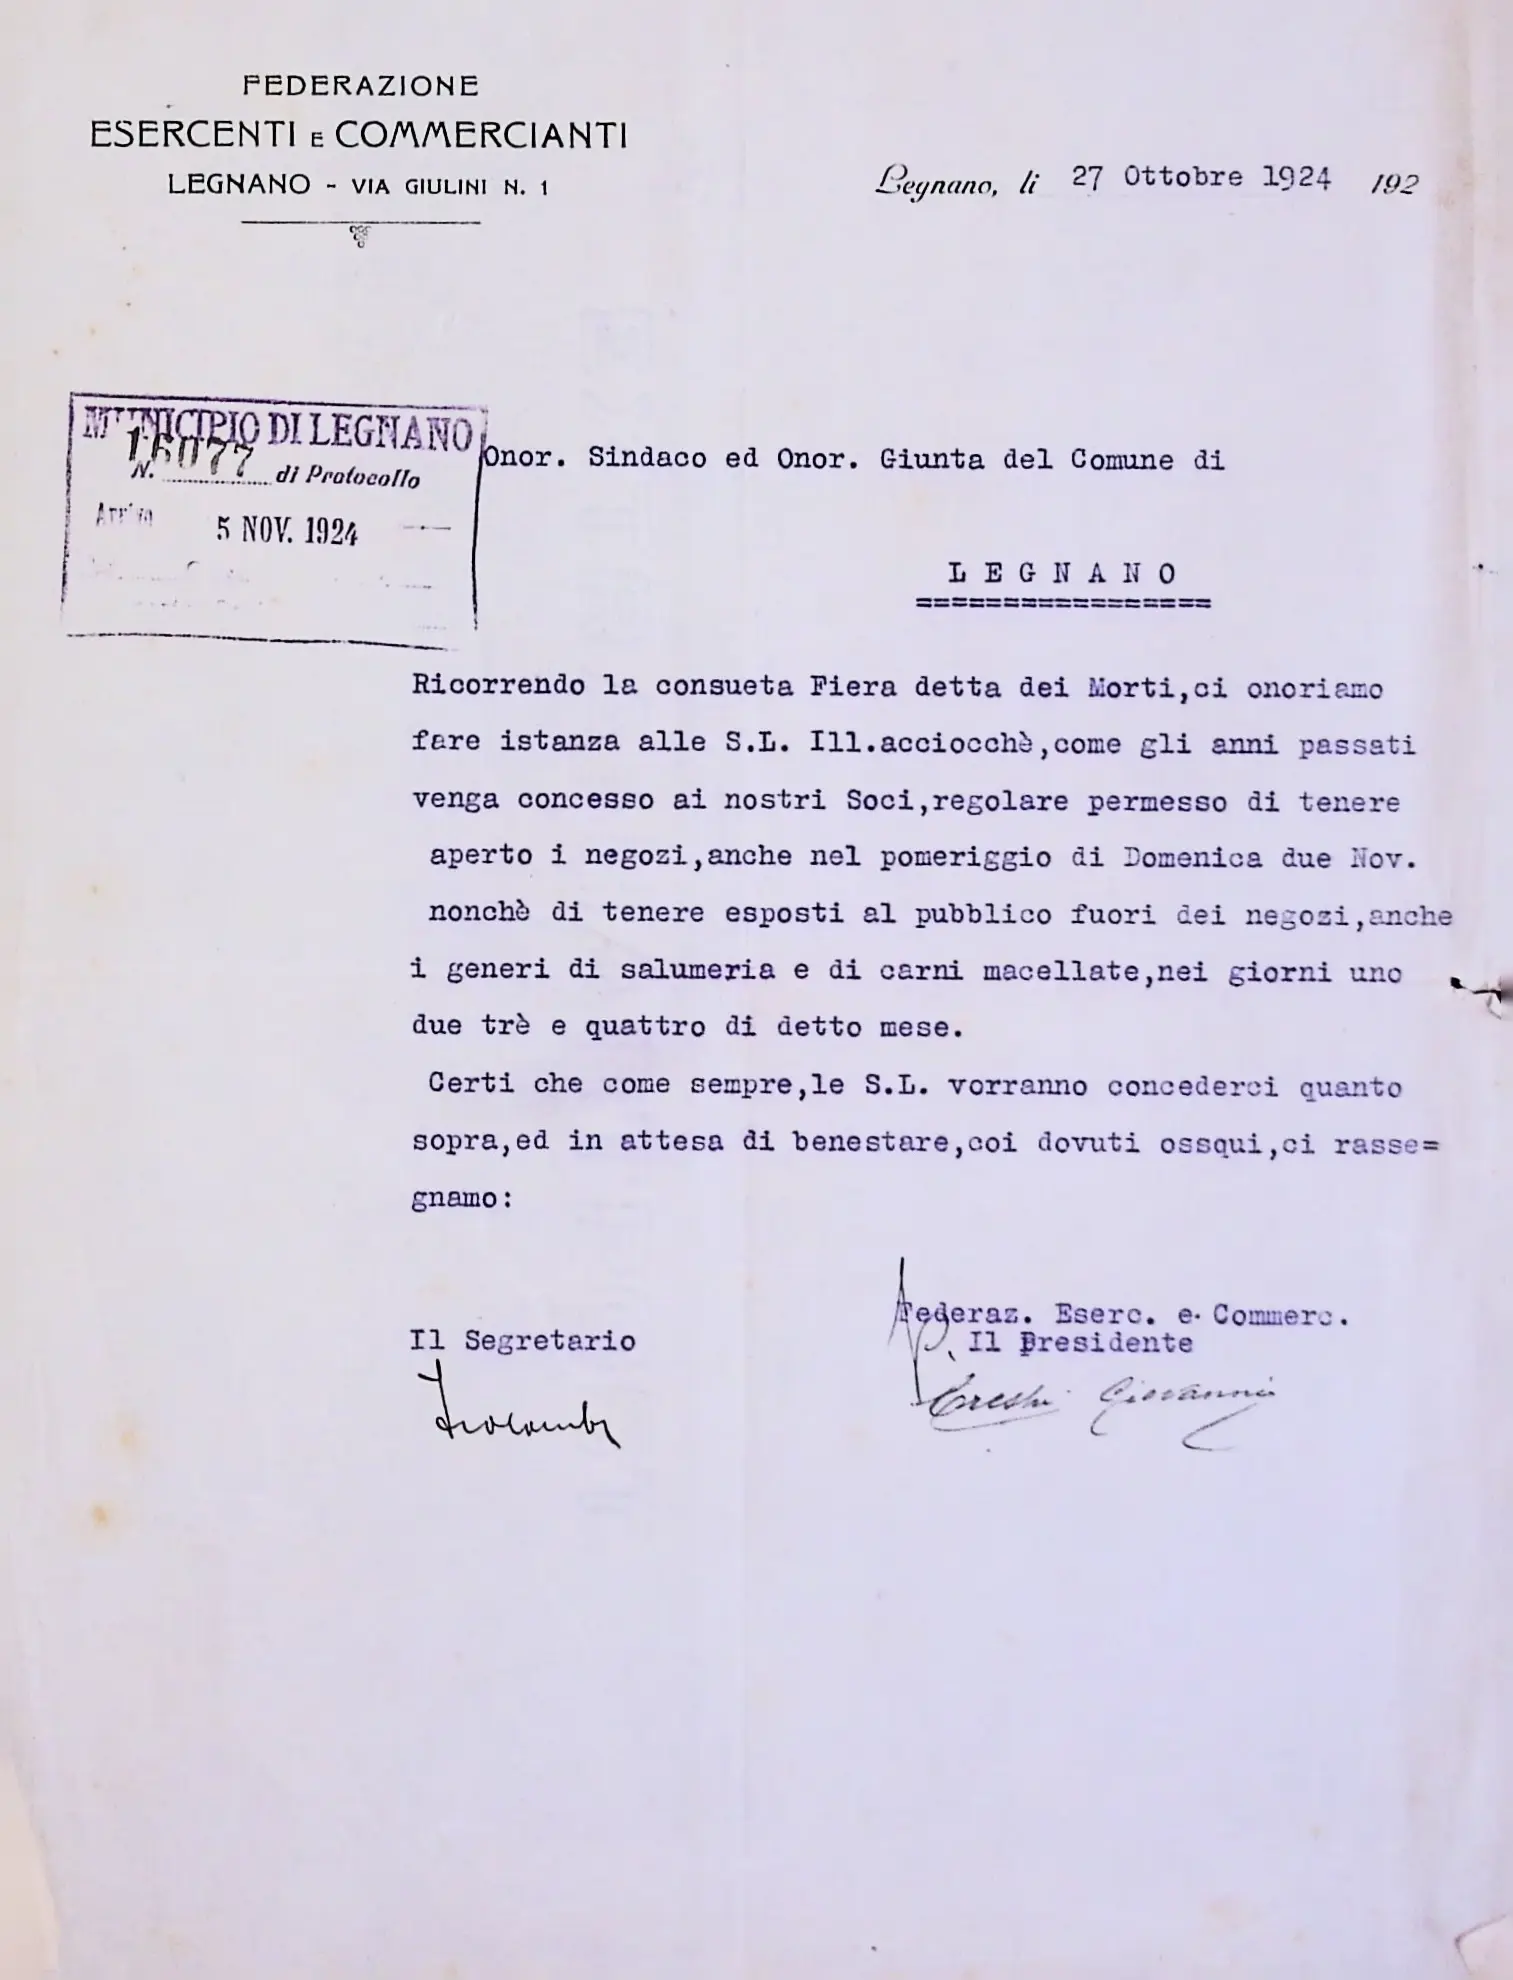 FEDERAZIONE
ESERCENTI E COMMERCIANTI
LEGNANO - VIA GIULINI N. 1
Legnano, li 27 Ottobre 1924 192
MUNICIPIO DI LEGNANO
N. 16077 di Protocollo
Arrivo 5 NOV. 1924
Onor. Sindaco ed Onor. Giunta del Comune di
LEGNANO
=================
Ricorrendo la consueta Fiera detta dei Morti,ci onoriamo
fare istanza alle S.L. Ill.acciocchè,come gli anni passati
venga concesso ai nostri Soci,regolare permesso di tenere
aperto i negozi,anche nel pomeriggio di Domenica due Nov.
nonchè di tenere esposti al pubblico fuori dei negozi,anche
i generi di salumeria e di carni macellate,nei giorni uno
due trè e quattro di detto mese.
Certi che come sempre,le S.L. vorranno concederci quanto
sopra,ed in attesa di benestare,coi dovuti ossqui,ci rasse=
gnamo:
Il Segretario
Federaz. Eserc. e Commerc.
Il Presidente
Giovanni